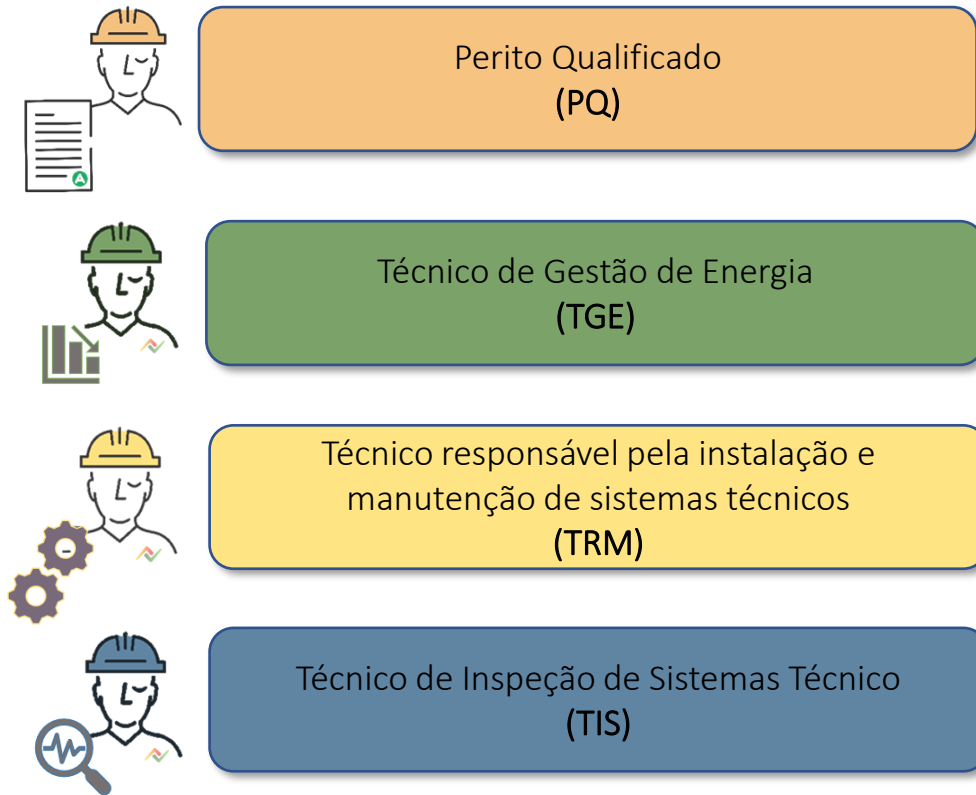 Perito Qualificado
(PQ)
Técnico de Gestão de Energia
(TGE)
Técnico responsável pela instalação e
manutenção de sistemas técnicos
(TRM)
Técnico de Inspeção de Sistemas Técnico
(TIS)
A